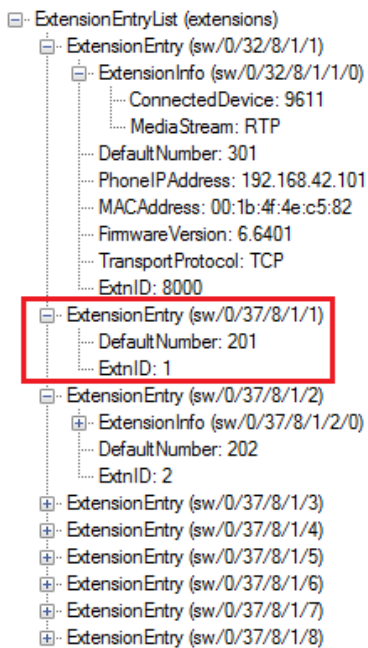 ExtensionEntryList (extensions)
ExtensionEntry (sw/0/32/8/1/1)
ExtensionInfo (sw/0/32/8/1/1/0)
ConnectedDevice: 9611
MediaStream: RTP
DefaultNumber: 301
PhoneIPAddress: 192.168.42.101
MACAddress: 00:1b:4f:4e:c5:82
FirmwareVersion: 6.6401
TransportProtocol: TCP
ExtnID: 8000
ExtensionEntry (sw/0/37/8/1/1)
DefaultNumber: 201
ExtnID: 1
ExtensionEntry (sw/0/37/8/1/2)
ExtensionInfo (sw/0/37/8/1/2/0)
DefaultNumber: 202
ExtnID: 2
ExtensionEntry (sw/0/37/8/1/3)
ExtensionEntry (sw/0/37/8/1/4)
ExtensionEntry (sw/0/37/8/1/5)
ExtensionEntry (sw/0/37/8/1/6)
ExtensionEntry (sw/0/37/8/1/7)
ExtensionEntry (sw/0/37/8/1/8)